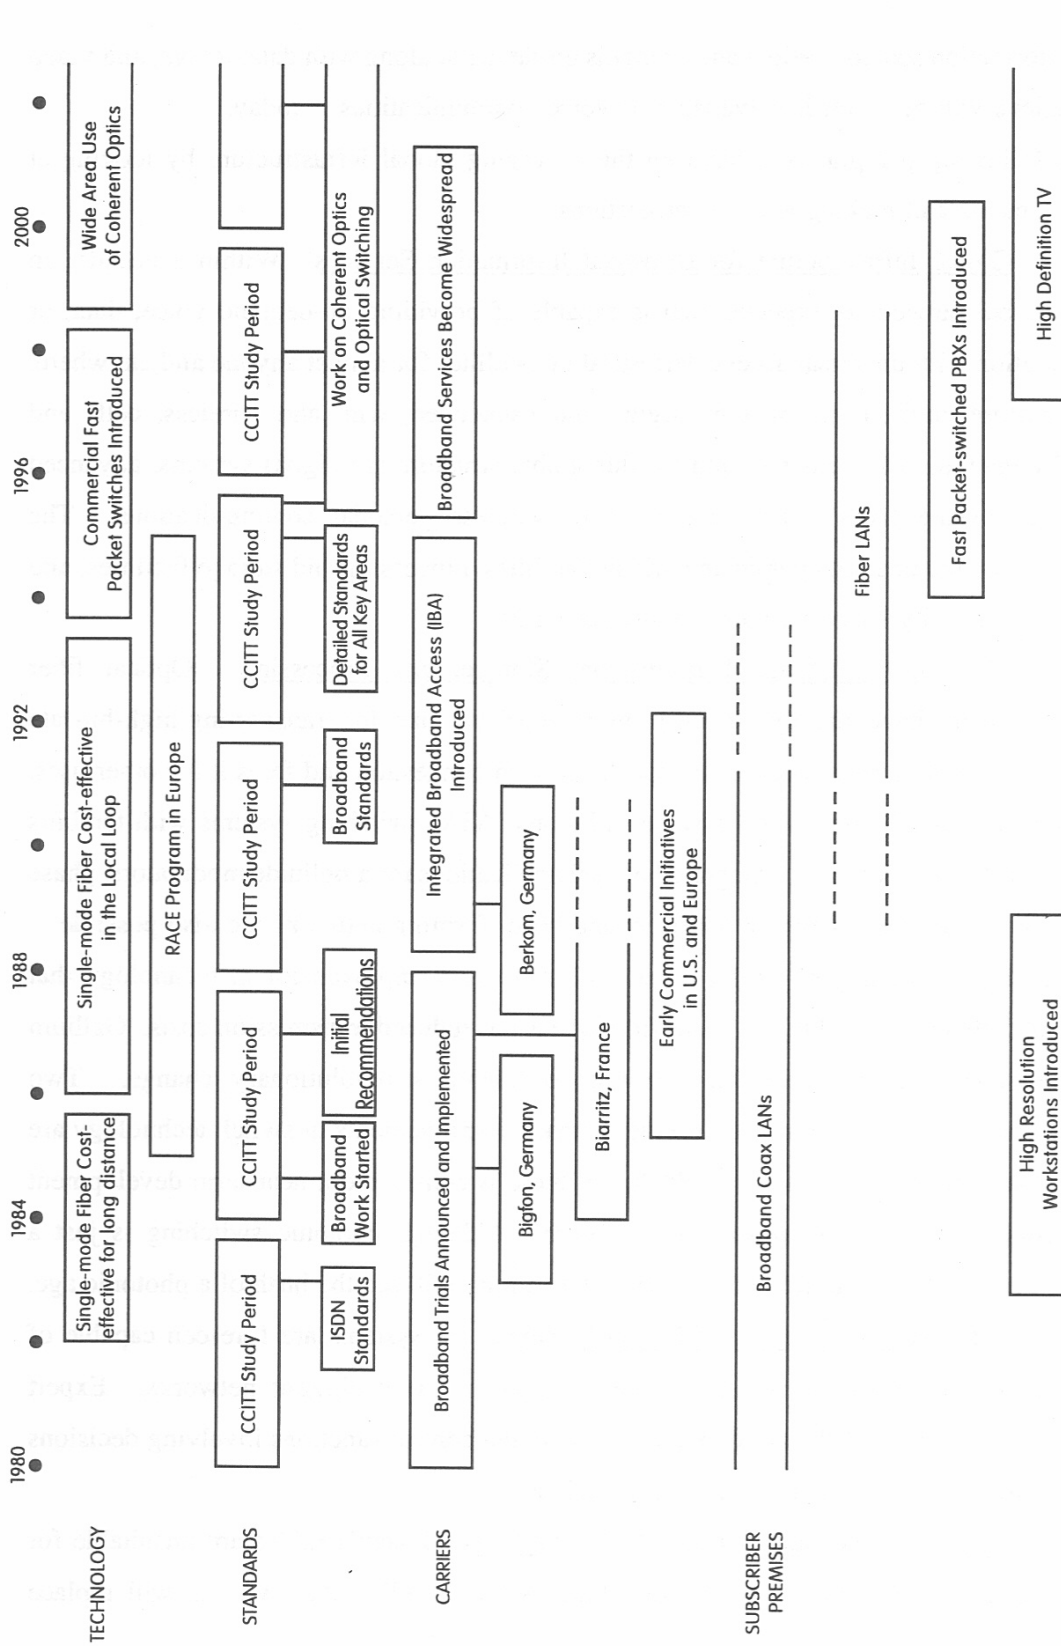 1980
1984
1988
1992
1996
2000
TECHNOLOGY
Single-mode Fiber Cost-
effective for long distance
Single-mode Fiber Cost-effective
in the Local Loop
Commercial Fast
Packet Switches Introduced
Wide Area Use
of Coherent Optics
RACE Program in Europe
STANDARDS
CCITT Study Period
CCITT Study Period
CCITT Study Period
CCITT Study Period
CCITT Study Period
ISDN
Standards
Broadband
Work Started
Initial
Recommendations
Broadband
Standards
Detailed Standards
for All Key Areas
Work on Coherent Optics
and Optical Switching
CARRIERS
Broadband Trials Announced and Implemented
Integrated Broadband Access (IBA)
Introduced
Broadband Services Become Widespread
Bigfon, Germany
Berkom, Germany
Biarritz, France
Early Commercial Initiatives
in U.S. and Europe
SUBSCRIBER
PREMISES
Broadband Coax LANs
Fiber LANs
Fast Packet-switched PBXs Introduced
High Resolution
Workstations Introduced
High Definition TV